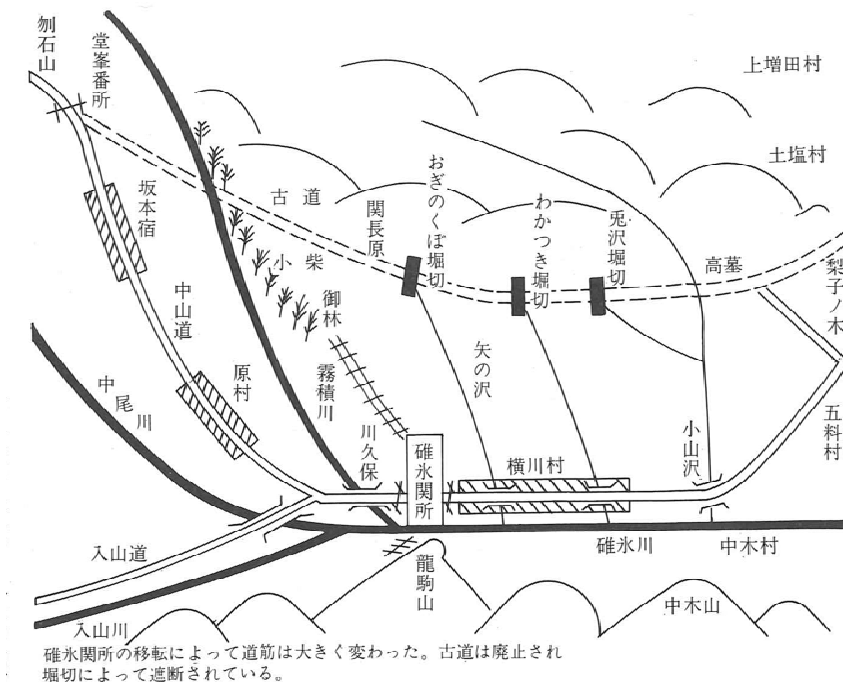 刎石山
堂峯番所
坂本宿
中山道
原村
中尾川
入山道
入山川
古道
小柴
御林
霧積川
川久保
碓氷関所
龍駒山
関長原
おぎのくぼ堀切
わかつき堀切
兎沢堀切
矢の沢
横川村
小山沢
高墓
上増田村
土塩村
梨子ノ木
五料村
碓氷川
中木村
中木山
碓氷関所の移転によって道筋は大きく変わった。古道は廃止され
堀切によって遮断されている。